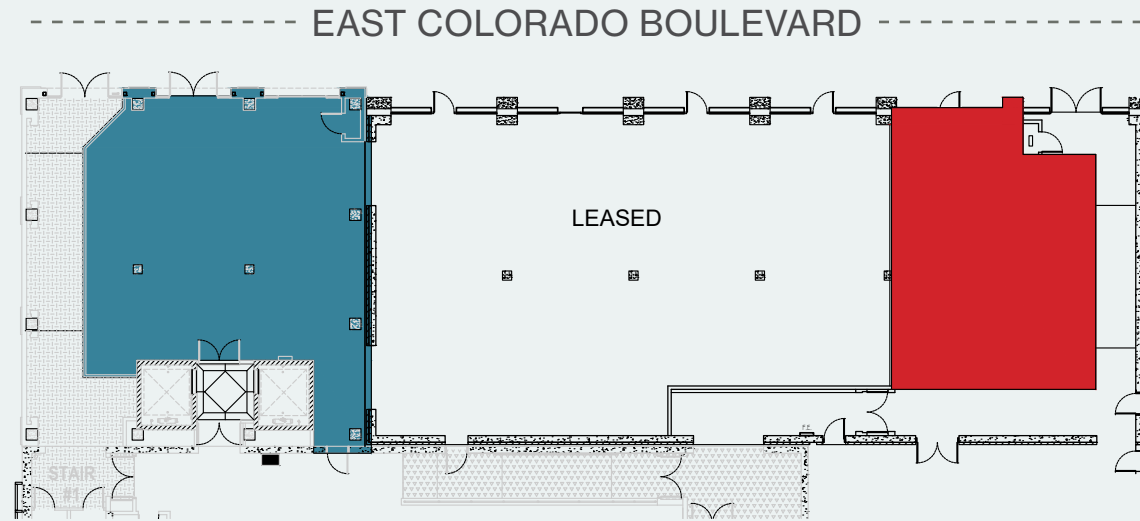 EAST COLORADO BOULEVARD
LEASED
F.E.
STAIR
#1